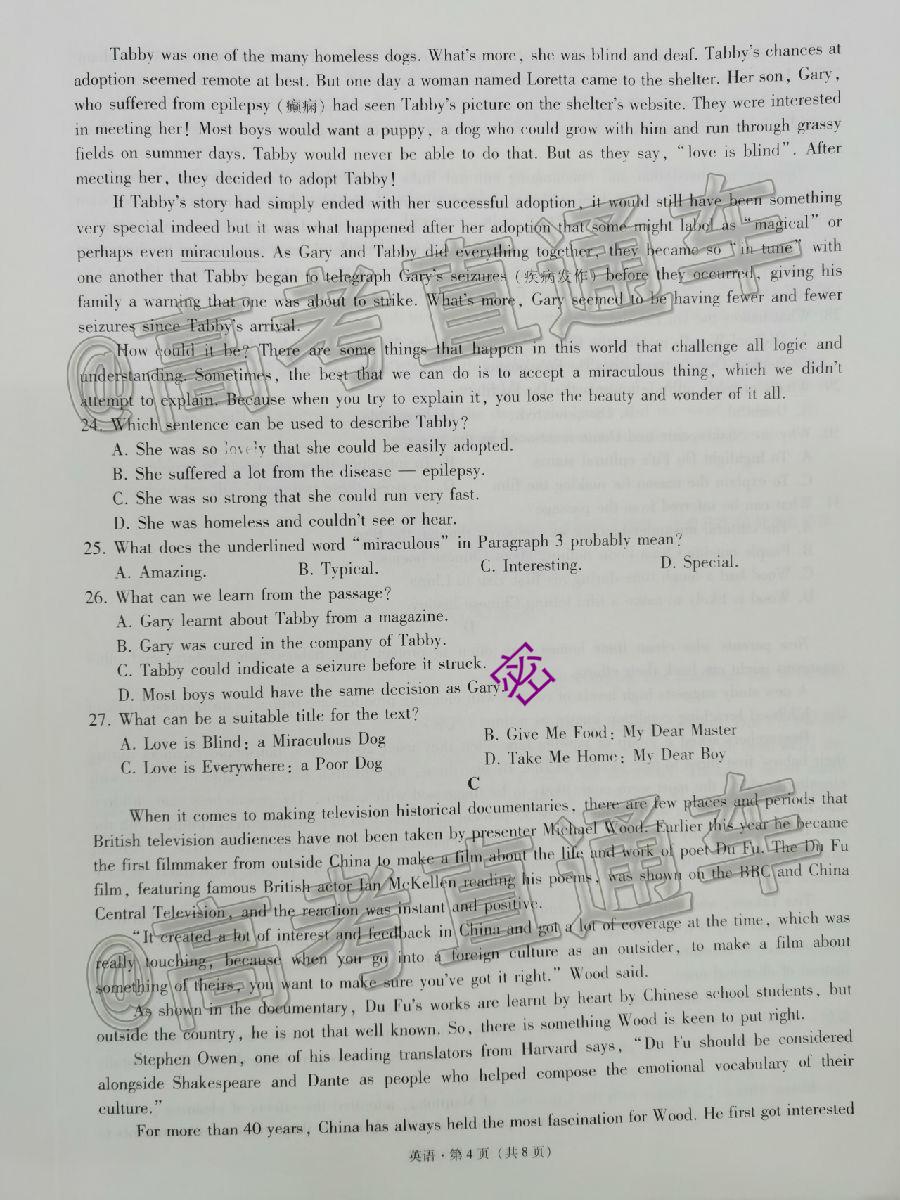 Tabby was one of the many homeless dogs. What's more, she was blind and deaf. Tabby's chances at
adoption seemed remote at best. But one day a woman named Loretta came to the shelter. Her son, Gary,
who suffered from epilepsy (癫痫) had seen Tabby's picture on the shelter's website. They were interested
in meeting her! Most boys would want a puppy, a dog who could grow with him and run through grassy
fields on summer days. Tabby would never be able to do that. But as they say, "love is blind". After
meeting her, they decided to adopt Tabby!
If Tabby's story had simply ended with her successful adoption, it would still have been something
very special indeed but it was what happened after her adoption that some might label as "magical" or
perhaps even miraculous. As Gary and Tabby did everything together, they became so "in tune" with
one another that Tabby began to telegraph Gary's seizures (疾病发作) before they occurred, giving his
family a warning that one was about to strike. What's more, Gary seemed to be having fewer and fewer
seizures since Tabby's arrival.
How could it be? There are some things that happen in this world that challenge all logic and
understanding. Sometimes, the best that we can do is to accept a miraculous thing, which we didn't
attempt to explain. Because when you try to explain it, you lose the beauty and wonder of it all.
24. Which sentence can be used to describe Tabby?
A. She was so lovely that she could be easily adopted.
B. She suffered a lot from the disease — epilepsy.
C. She was so strong that she could run very fast.
D. She was homeless and couldn't see or hear.
25. What does the underlined word "miraculous" in Paragraph 3 probably mean?
A. Amazing. B. Typical. C. Interesting. D. Special.
26. What can we learn from the passage?
A. Gary learnt about Tabby from a magazine.
B. Gary was cured in the company of Tabby.
C. Tabby could indicate a seizure before it struck.
D. Most boys would have the same decision as Gary.
密
27. What can be a suitable title for the text?
A. Love is Blind: a Miraculous Dog B. Give Me Food: My Dear Master
C. Love is Everywhere: a Poor Dog D. Take Me Home: My Dear Boy
C
When it comes to making television historical documentaries, there are few places and periods that
British television audiences have not been taken by presenter Michael Wood. Earlier this year he became
the first filmmaker from outside China to make a film about the life and work of poet Du Fu. The Du Fu
film, featuring famous British actor Ian McKellen reading his poems, was shown on the BBC and China
Central Television, and the reaction was instant and positive.
"It created a lot of interest and feedback in China and got a lot of coverage at the time, which was
really touching, because when you go into a foreign culture as an outsider, to make a film about
something of theirs, you want to make sure you've got it right." Wood said.
As shown in the documentary, Du Fu's works are learnt by heart by Chinese school students, but
outside the country, he is not that well known. So, there is something Wood is keen to put right.
Stephen Owen, one of his leading translators from Harvard says, "Du Fu should be considered
alongside Shakespeare and Dante as people who helped compose the emotional vocabulary of their
culture."
For more than 40 years, China has always held the most fascination for Wood. He first got interested
英语·第4页(共8页)
@高考直通车
@高考直通车